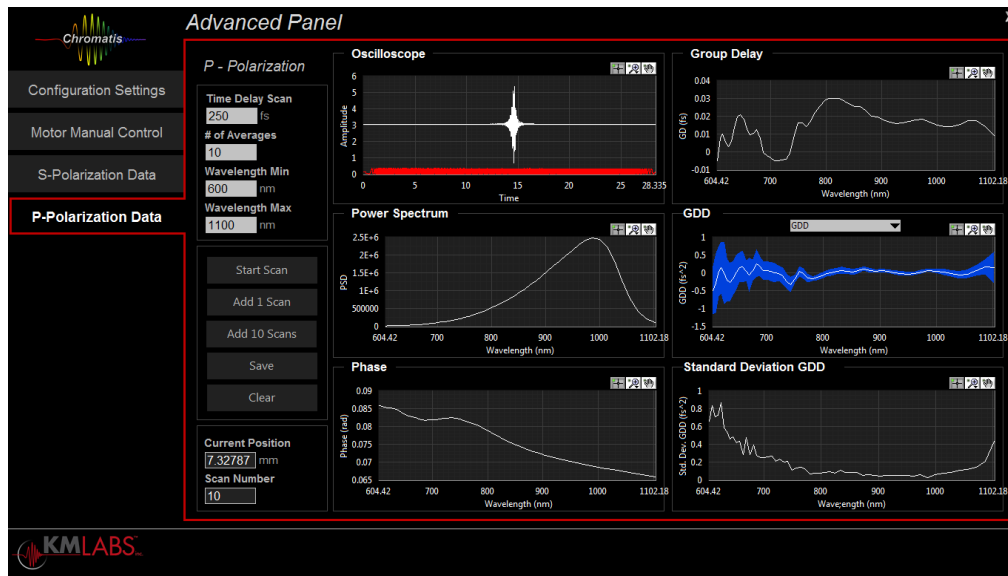 Chromatis
Advanced Panel
X
Configuration Settings
Motor Manual Control
S-Polarization Data
P-Polarization Data
P - Polarization
Time Delay Scan
250 fs
# of Averages
10
Wavelength Min
600 nm
Wavelength Max
1100 nm
Start Scan
Add 1 Scan
Add 10 Scans
Save
Clear
Current Position
7.32787 mm
Scan Number
10
Oscilloscope
Amplitude
6
5
4
3
2
1
0
0 5 10 15 20 25 28.335
Time
Group Delay
GD (fs)
0.04
0.03
0.02
0.01
0
-0.01
604.42 700 800 900 1000 1102.18
Wavelength (nm)
Power Spectrum
PSD
2.5E+6
2E+6
1.5E+6
1E+6
500000
0
604.42 700 800 900 1000 1102.18
Wavelength (nm)
GDD
GDD
GDD (fs^2)
1
0.5
0
-0.5
-1
-1.5
604.42 700 800 900 1000 1102.18
Wavelength (nm)
Phase
Phase (rad)
0.09
0.085
0.08
0.075
0.07
0.065
604.42 700 800 900 1000 1102.18
Wavelength (nm)
Standard Deviation GDD
Std. Dev. GDD (fs^2)
1
0.8
0.6
0.4
0.2
0
604.42 700 800 900 1000 1102.18
Wave;ength (nm)
KMLABS